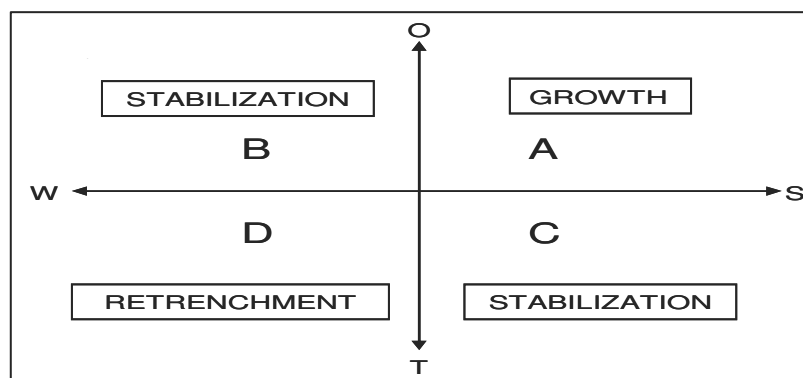 O
STABILIZATION
GROWTH
B
A
W
S
D
C
RETRENCHMENT
STABILIZATION
T